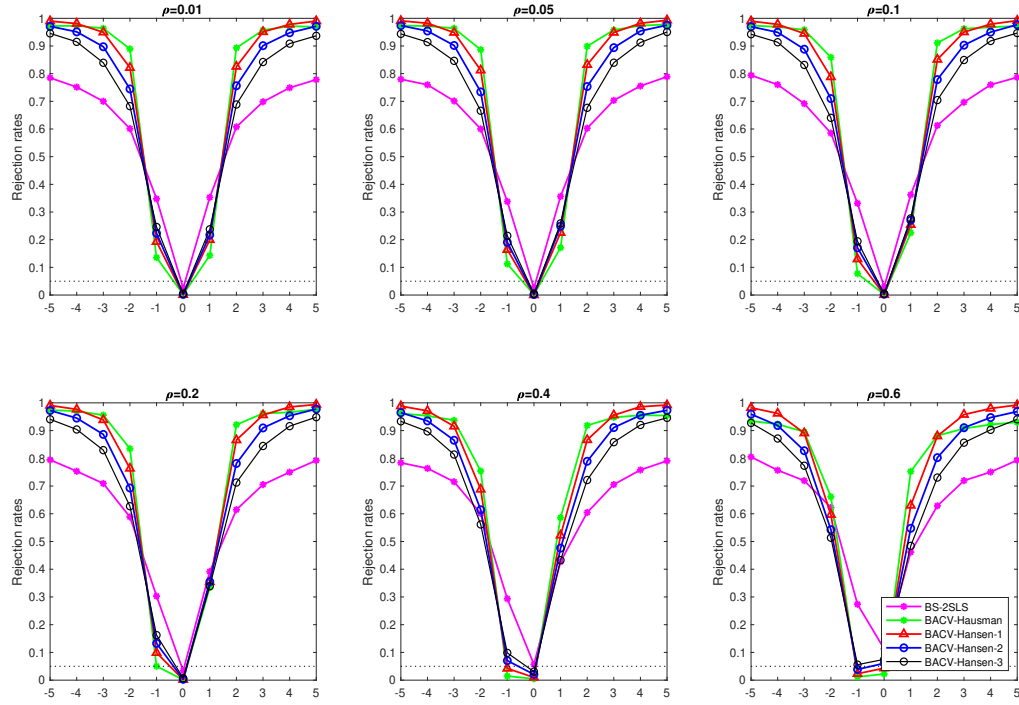 ρ=0.01
ρ=0.05
ρ=0.1
1
0.9
0.8
0.7
0.6
0.5
0.4
0.3
0.2
0.1
0
Rejection rates
-5 -4 -3 -2 -1 0 1 2 3 4 5
1
0.9
0.8
0.7
0.6
0.5
0.4
0.3
0.2
0.1
0
Rejection rates
-5 -4 -3 -2 -1 0 1 2 3 4 5
1
0.9
0.8
0.7
0.6
0.5
0.4
0.3
0.2
0.1
0
Rejection rates
-5 -4 -3 -2 -1 0 1 2 3 4 5
ρ=0.2
ρ=0.4
ρ=0.6
1
0.9
0.8
0.7
0.6
0.5
0.4
0.3
0.2
0.1
0
Rejection rates
-5 -4 -3 -2 -1 0 1 2 3 4 5
1
0.9
0.8
0.7
0.6
0.5
0.4
0.3
0.2
0.1
0
Rejection rates
-5 -4 -3 -2 -1 0 1 2 3 4 5
1
0.9
0.8
0.7
0.6
0.5
0.4
0.3
0.2
0.1
0
Rejection rates
-5 -4 -3 -2 -1 0 1 2 3 4 5
BS-2SLS
BACV-Hausman
BACV-Hansen-1
BACV-Hansen-2
BACV-Hansen-3